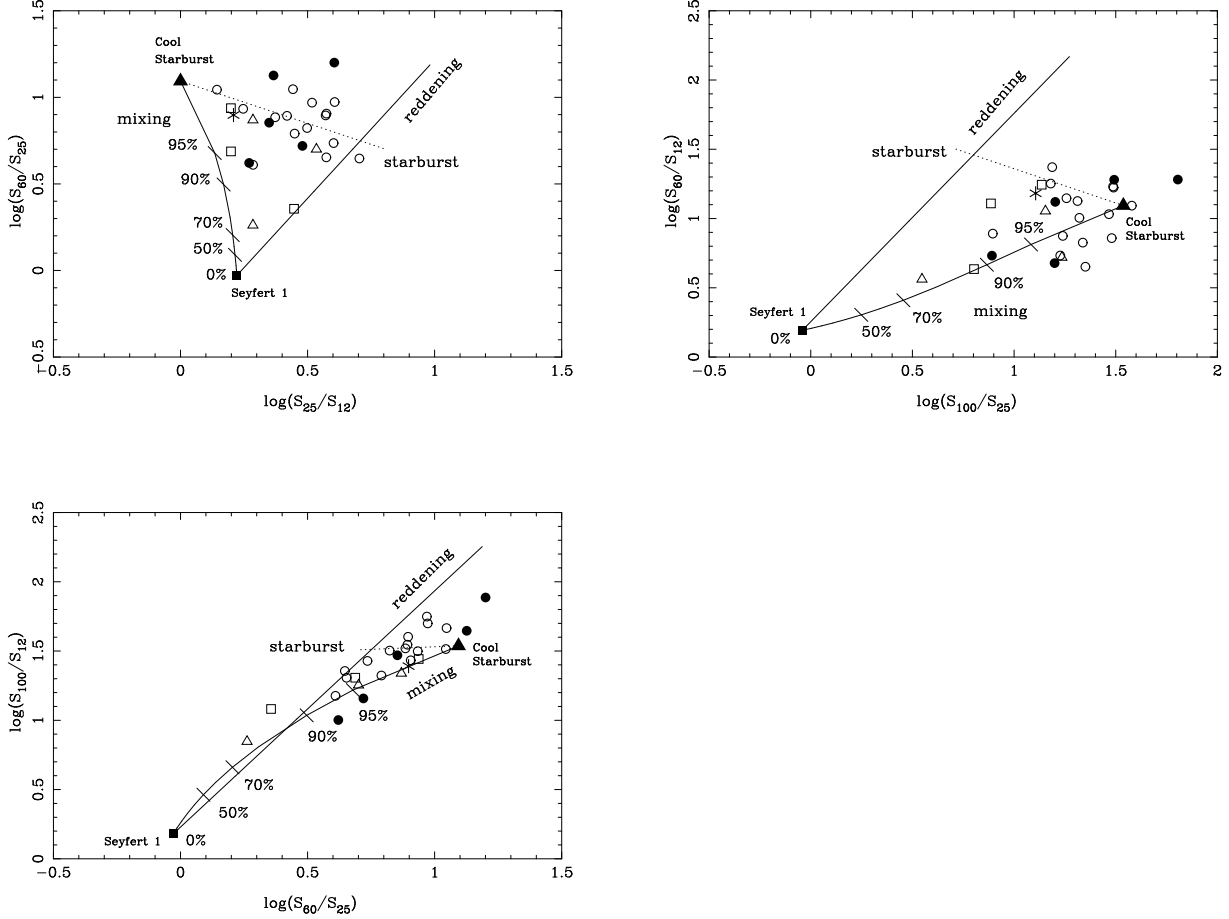 1.5
1
0.5
0
−0.5
log(S60/S25)
Cool
Starburst
mixing
95%
90%
70%
50%
0%
Seyfert 1
reddening
starburst
−0.5
0
0.5
1
1.5
log(S25/S12)
2.5
2
1.5
1
0.5
0
log(S60/S12)
reddening
starburst
95%
Cool
Starburst
90%
mixing
70%
50%
Seyfert 1
0%
−0.5
0
0.5
1
1.5
2
log(S100/S25)
2.5
2
1.5
1
0.5
0
log(S100/S12)
reddening
starburst
Cool
Starburst
mixing
95%
90%
70%
50%
Seyfert 1
0%
−0.5
0
0.5
1
1.5
log(S60/S25)